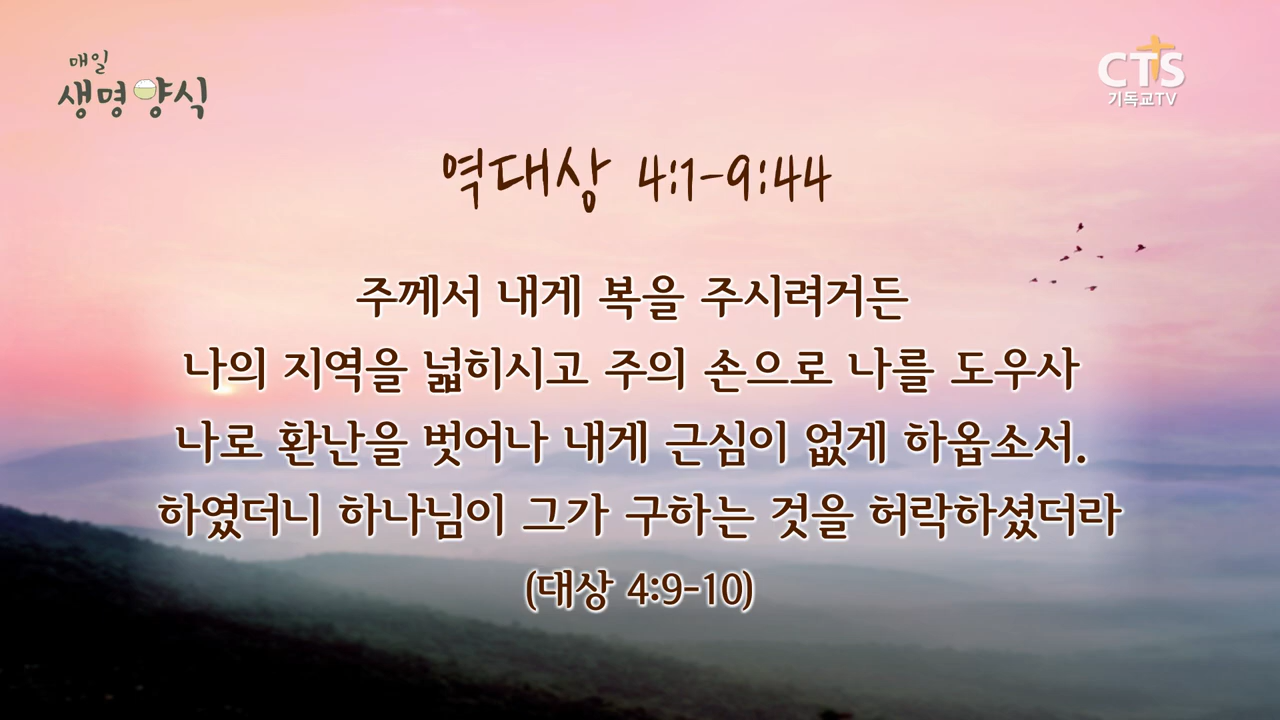 매일
생명 양식
CTS
기독교TV
역대상 4:1-9:44
주께서 내게 복을 주시려거든
나의 지역을 넓히시고 주의 손으로 나를 도우사
나로 환난을 벗어나 내게 근심이 없게 하옵소서.
하였더니 하나님이 그가 구하는 것을 허락하셨더라
(대상 4:9-10)